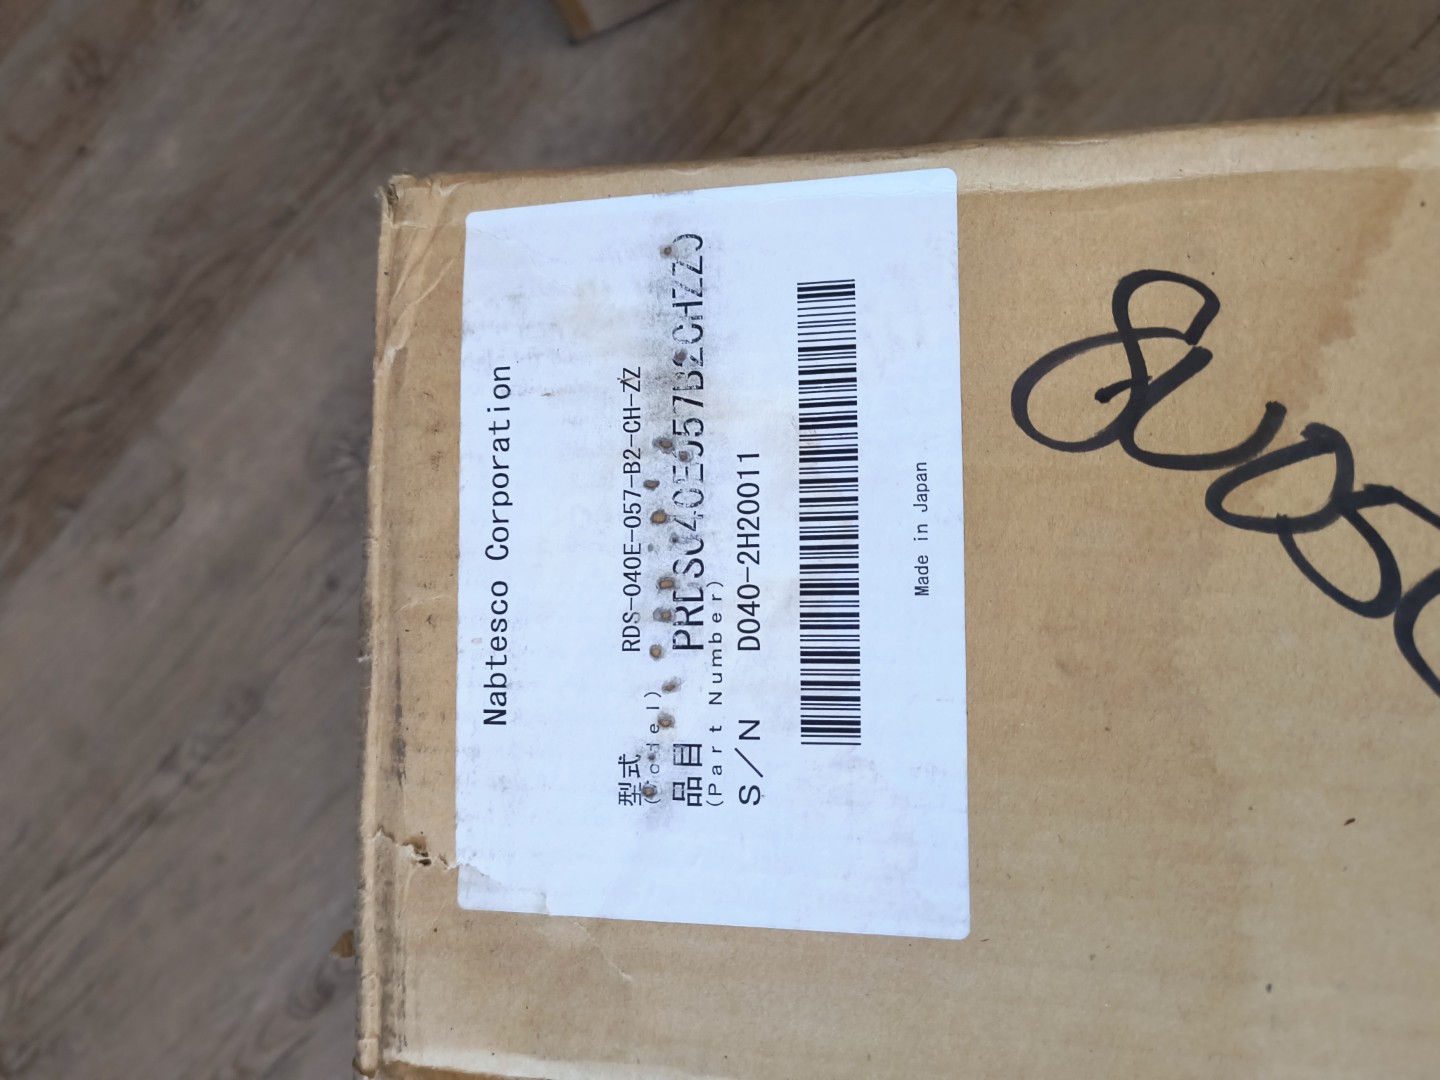 Nabtesco Corporation
型式 RDS-040E-057-B2-CH-ZZ
(Model)
品目 PRDS040E057B2CHZZ0
(Part Number)
S/N D040-2H20011
Made in Japan